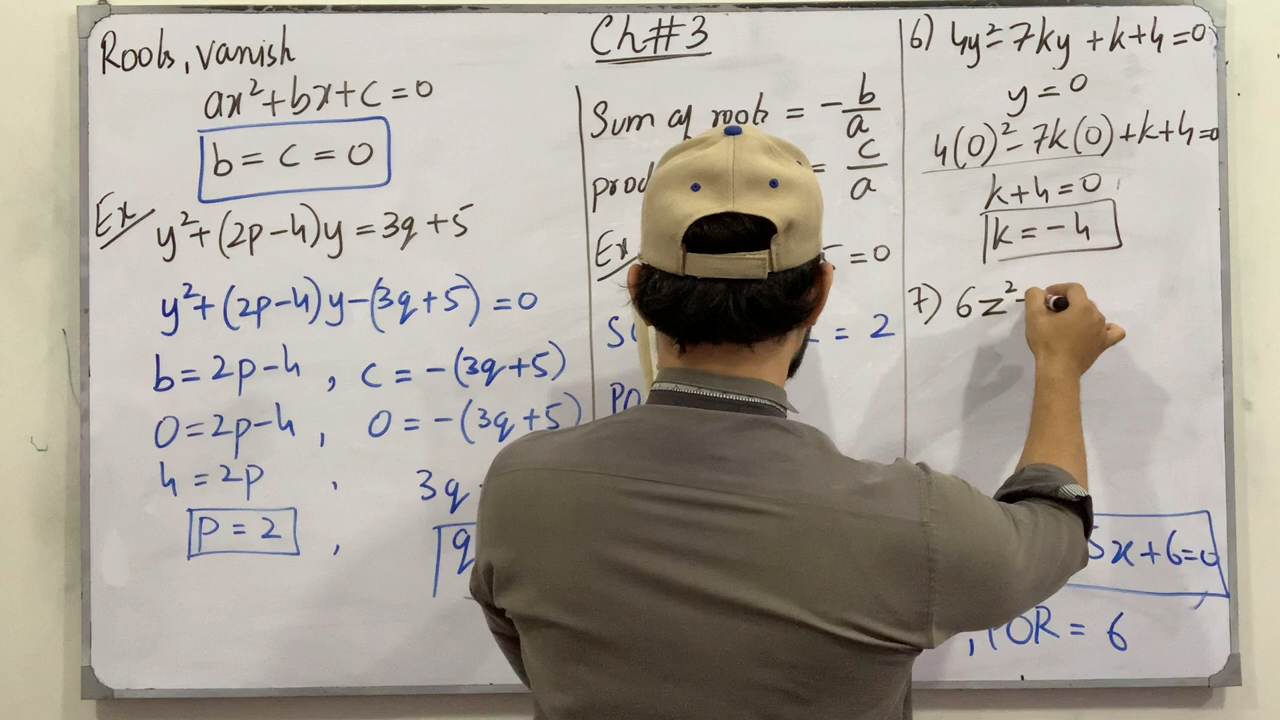 Roots, vanish
ax²+bx+c=0
b=c=0
Ex
y²+(2p-4)y=3q+5
y²+(2p-4)y-(3q+5)=0
b=2p-4, c=-(3q+5)
0=2p-4, 0=-(3q+5)
4=2p, 3q
p=2, q
Ch#3
Sum of roots = -b/a
prod = c/a
Ex =0
= 2
6) 4y²-7ky+k+4=0
y=0
4(0)²-7k(0)+k+4=0
k+4=0
k=-4
7) 6z²-
5x+6=0
, POR = 6